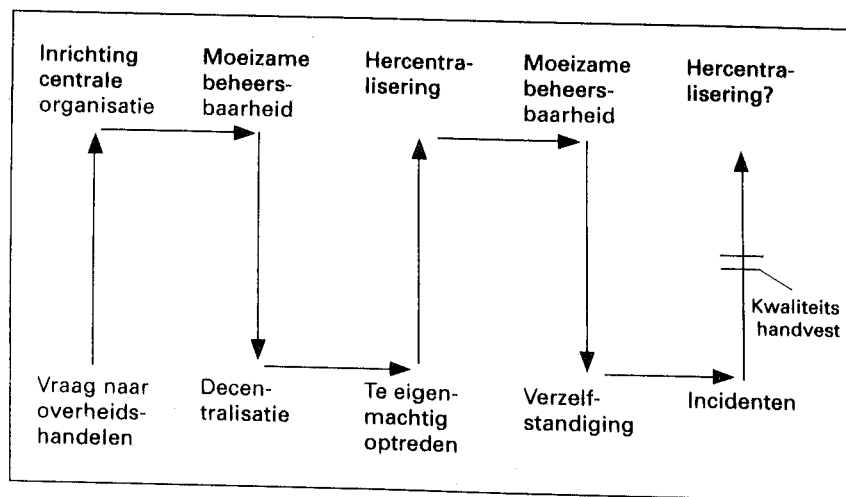 Inrichting
centrale
organisatie
Moeizame
beheers-
baarheid
Hercentra-
lisering
Moeizame
beheers-
baarheid
Hercentra-
lisering?
Kwaliteits
handvest
Vraag naar
overheids-
handelen
Decen-
tralisatie
Te eigen-
machtig
optreden
Verzelf-
standiging
Incidenten